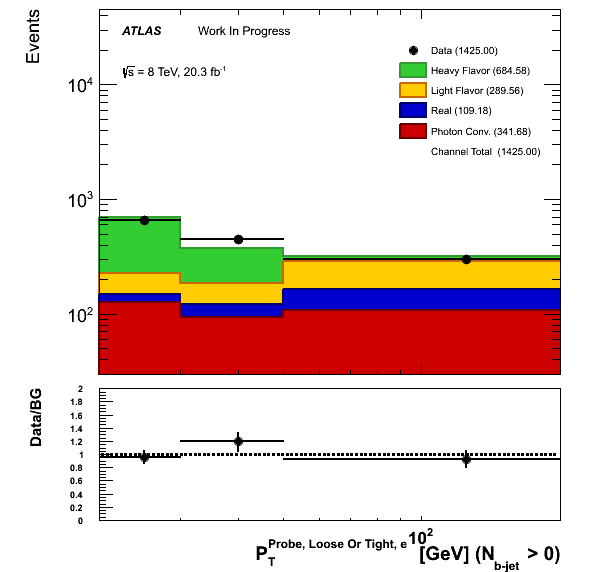 ATLAS Work In Progress
√s = 8 TeV, 20.3 fb⁻¹
Data (1425.00)
Heavy Flavor (684.58)
Light Flavor (289.56)
Real (109.18)
Photon Conv. (341.68)
Channel Total (1425.00)
Events
10⁴
10³
10²
Data/BG
2
1.8
1.6
1.4
1.2
1
0.8
0.6
0.4
0.2
0
10²
P_T^Probe, Loose Or Tight, e [GeV] (N_b-jet > 0)